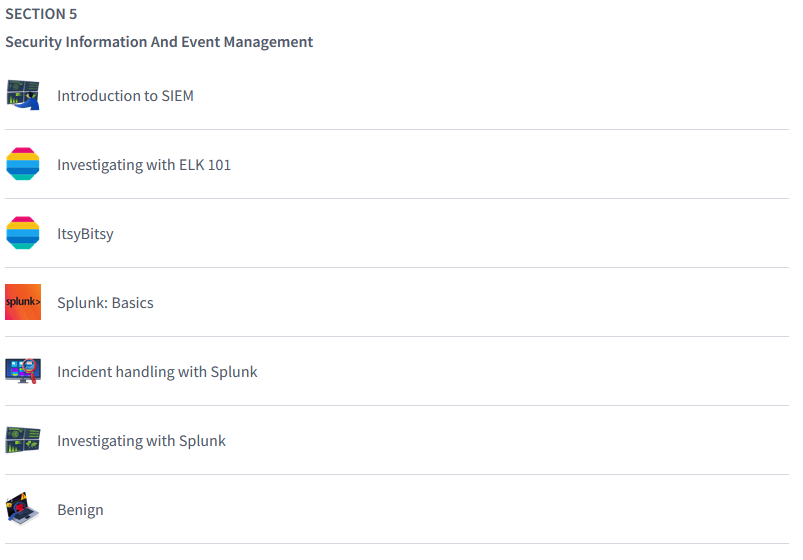 SECTION 5
Security Information And Event Management
Introduction to SIEM
Investigating with ELK 101
ItsyBitsy
splunk>
Splunk: Basics
Incident handling with Splunk
Investigating with Splunk
Benign